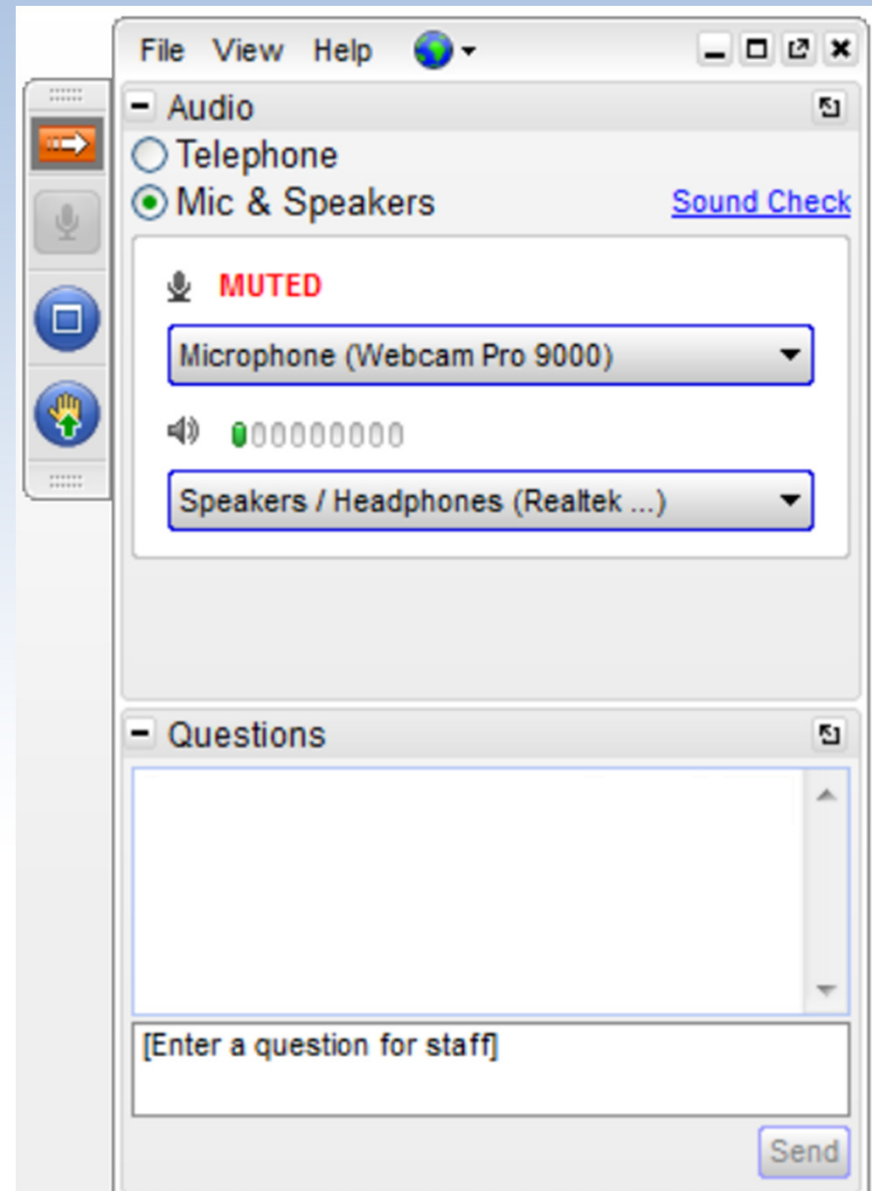 File View Help
Audio
Telephone
Mic & Speakers Sound Check
MUTED
Microphone (Webcam Pro 9000)
Speakers / Headphones (Realtek ...)
Questions
[Enter a question for staff]
Send